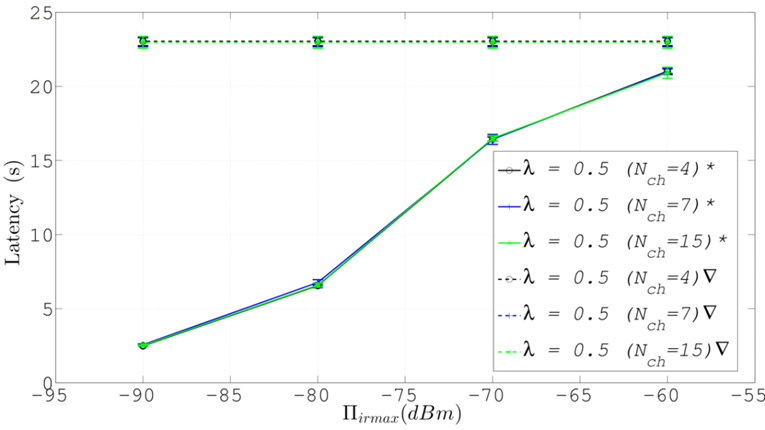 25
20
15
10
5
0
Latency (s)
λ = 0.5 (N_ch=4)*
λ = 0.5 (N_ch=7)*
λ = 0.5 (N_ch=15)*
λ = 0.5 (N_ch=4)∇
λ = 0.5 (N_ch=7)∇
λ = 0.5 (N_ch=15)∇
−95 −90 −85 −80 −75 −70 −65 −60 −55
Π_irmax(dBm)